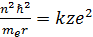 n²ħ²/mₑr = kze²